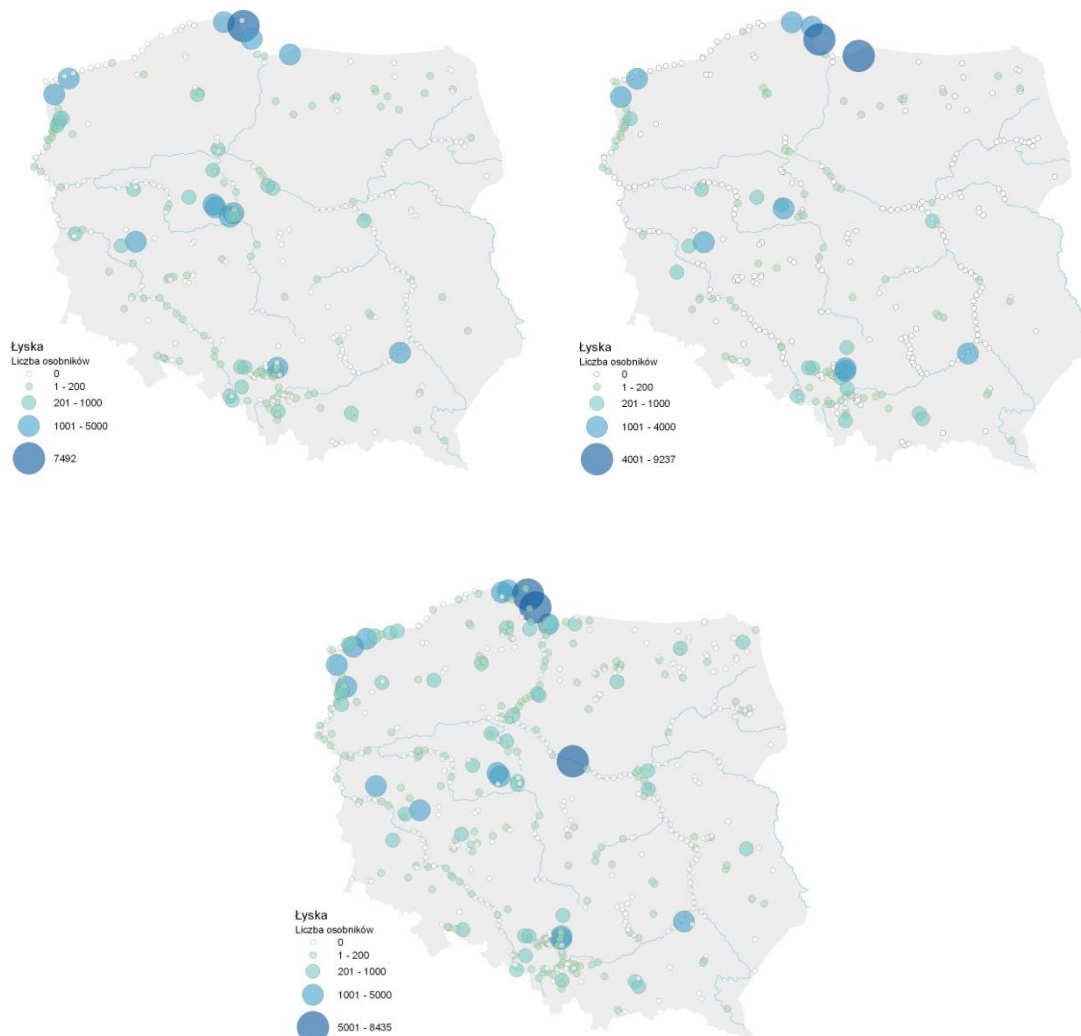 Łyska
Liczba osobników
0
1 - 200
201 - 1000
1001 - 5000
7492
Łyska
Liczba osobników
0
1 - 200
201 - 1000
1001 - 4000
4001 - 9237
Łyska
Liczba osobników
0
1 - 200
201 - 1000
1001 - 5000
5001 - 8435